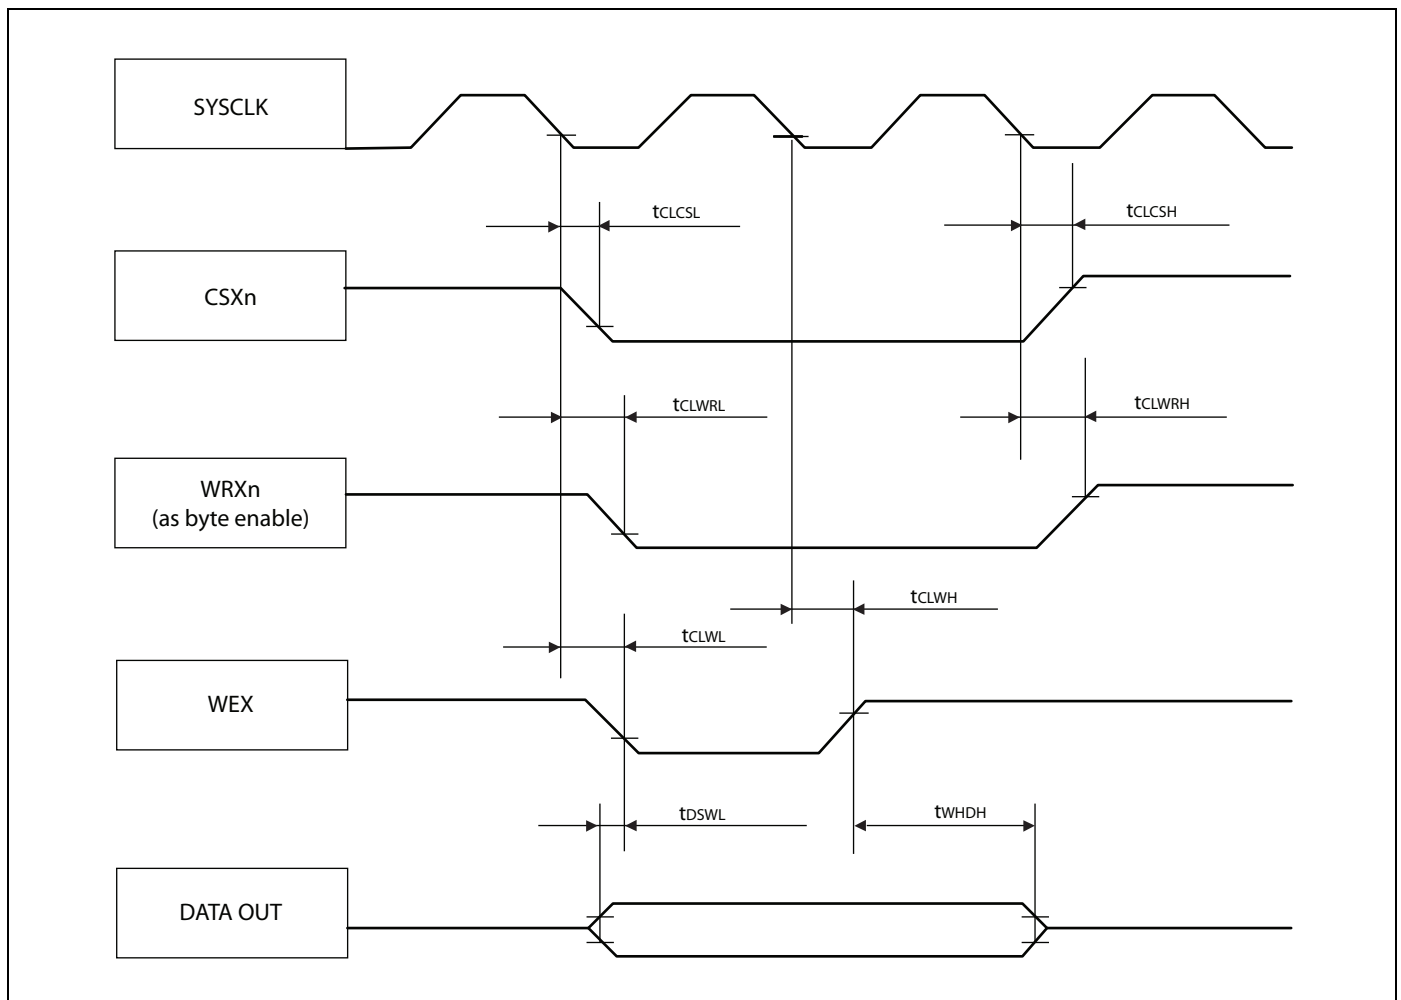 SYSCLK
tCLCSL
tCLCSH
CSXn
tCLWRL
tCLWRH
WRXn
(as byte enable)
tCLWH
tCLWL
WEX
tDSWL
tWHDH
DATA OUT